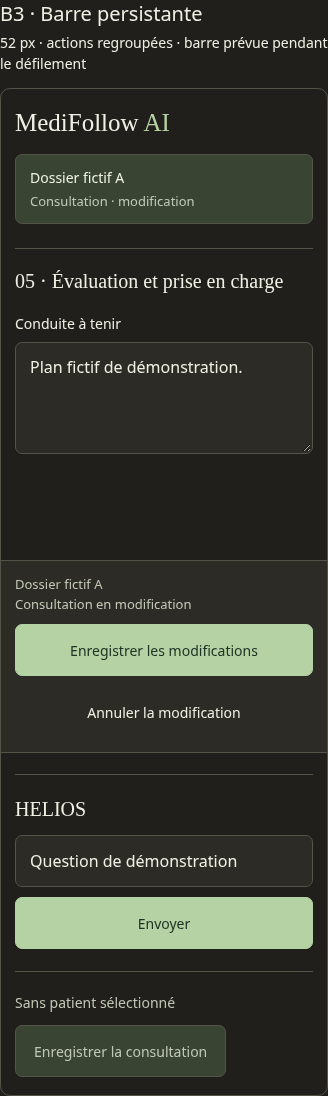 B3 · Barre persistante
52 px · actions regroupées · barre prévue pendant
le défilement
MediFollow AI
Dossier fictif A
Consultation · modification
05 · Évaluation et prise en charge
Conduite à tenir
Plan fictif de démonstration.
Dossier fictif A
Consultation en modification
Enregistrer les modifications
Annuler la modification
HELIOS
Question de démonstration
Envoyer
Sans patient sélectionné
Enregistrer la consultation